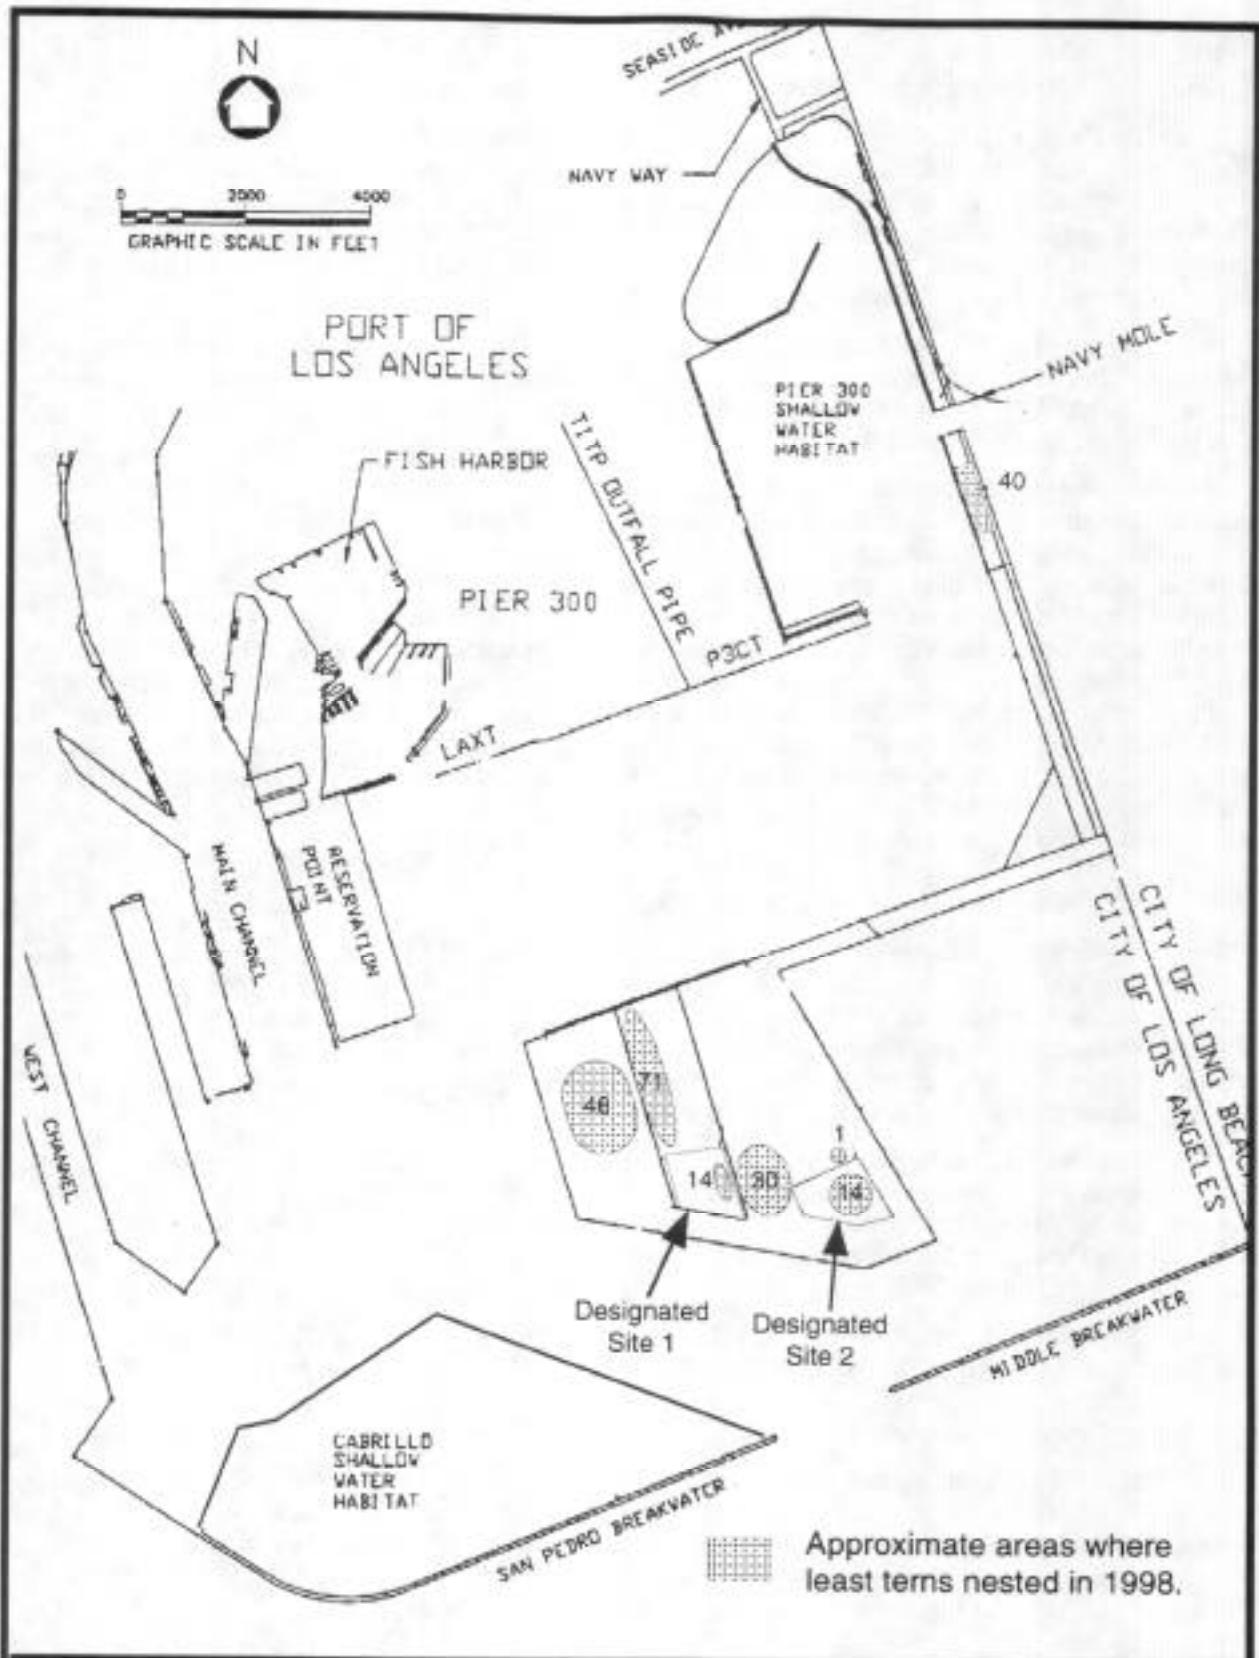 SEASIDE
N
NAVY WAY
0 2000 4000
GRAPHIC SCALE IN FEET
PORT OF
LOS ANGELES
NAVY MOLE
PIER 300
SHALLOW
WATER
HABITAT
TITP OUTFALL PIPE
FISH HARBOR
40
PIER 300
P3CT
LAXT
MAIN CHANNEL
RESERVATION
POINT
CITY OF LONG BEACH
CITY OF LOS ANGELES
WEST CHANNEL
71
46
1
14
30
14
Designated
Site 1
Designated
Site 2
MIDDLE BREAKWATER
CABRILLO
SHALLOW
WATER
HABITAT
SAN PEDRO BREAKWATER
Approximate areas where
least terns nested in 1998.